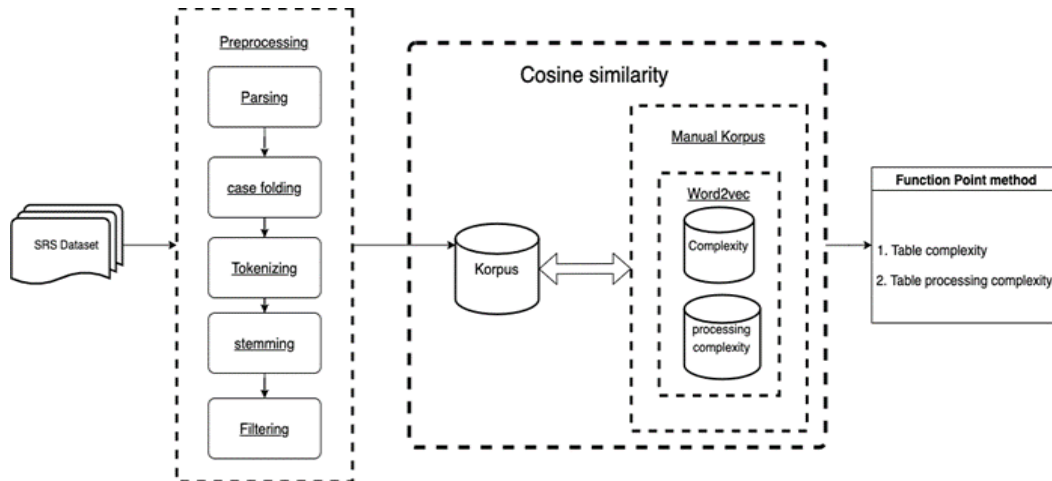 SRS Dataset
Preprocessing
Parsing
case folding
Tokenizing
stemming
Filtering
Cosine similarity
Korpus
Manual Korpus
Word2vec
Complexity
processing
complexity
Function Point method
1. Table complexity
2. Table processing complexity